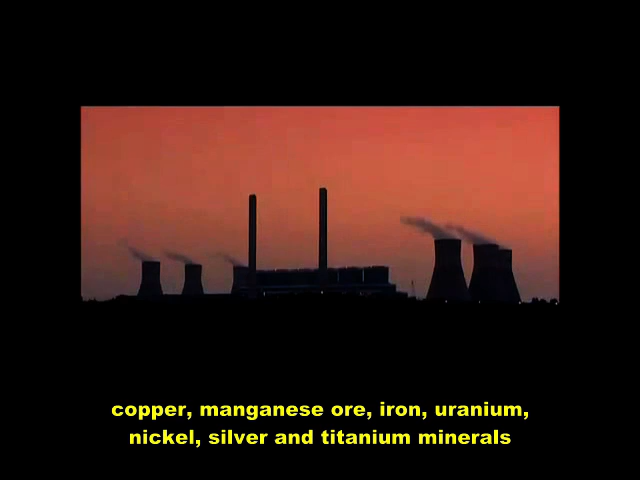 copper, manganese ore, iron, uranium,
nickel, silver and titanium minerals